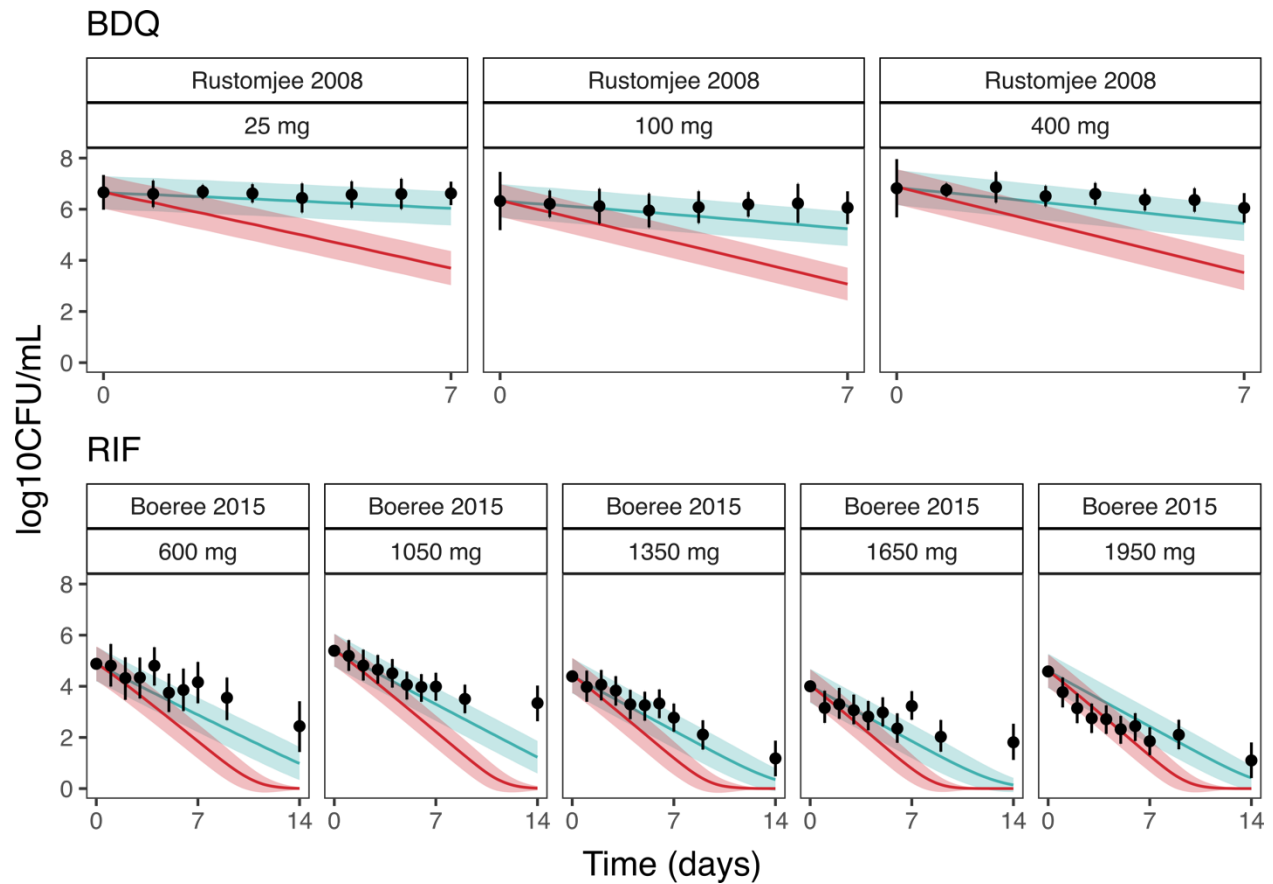 BDQ
Rustomjee 2008 Rustomjee 2008 Rustomjee 2008
25 mg 100 mg 400 mg
8
6
4
2
0
0 7 0 7 0 7
log10CFU/mL
RIF
Boeree 2015 Boeree 2015 Boeree 2015 Boeree 2015 Boeree 2015
600 mg 1050 mg 1350 mg 1650 mg 1950 mg
8
6
4
2
0
0 7 14 0 7 14 0 7 14 0 7 14 0 7 14
Time (days)